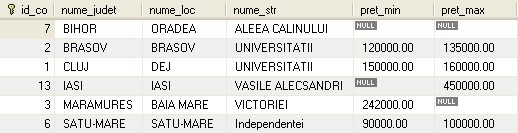 id_co nume_judet nume_loc nume_str pret_min pret_max
7 BIHOR ORADEA ALEEA CALINULUI NULL NULL
2 BRASOV BRASOV UNIVERSITATII 120000.00 135000.00
1 CLUJ DEJ UNIVERSITATII 150000.00 160000.00
13 IASI IASI VASILE ALECSANDRI NULL 450000.00
3 MARAMURES BAIA MARE VICTORIEI 242000.00 NULL
6 SATU-MARE SATU-MARE Independentei 90000.00 100000.00